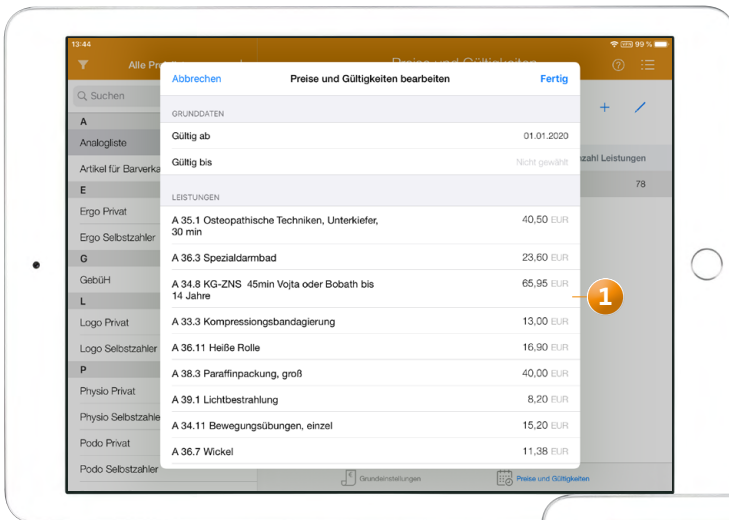 13:44
99 %
Alle Pr
Preise und Gültigkeiten
Abbrechen
Preise und Gültigkeiten bearbeiten
Fertig
Suchen
A
Analogliste
Artikel für Barverka
E
Ergo Privat
Ergo Selbstzahler
G
GebüH
L
Logo Privat
Logo Selbstzahler
P
Physio Privat
Physio Selbstzahle
Podo Privat
Podo Selbstzahler
GRUNDDATEN
Gültig ab 01.01.2020
Gültig bis Nicht gewählt
LEISTUNGEN
A 35.1 Osteopathische Techniken, Unterkiefer, 40,50 EUR
30 min
A 36.3 Spezialdarmbad 23,60 EUR
A 34.8 KG-ZNS 45min Vojta oder Bobath bis 65,95 EUR
14 Jahre
A 33.3 Kompressiongsbandagierung 13,00 EUR
A 36.11 Heiße Rolle 16,90 EUR
A 38.3 Paraffinpackung, groß 40,00 EUR
A 39.1 Lichtbestrahlung 8,20 EUR
A 34.11 Bewegungsübungen, einzel 15,20 EUR
A 36.7 Wickel 11,38 EUR
zahl Leistungen
78
1
Grundeinstellungen
Preise und Gültigkeiten